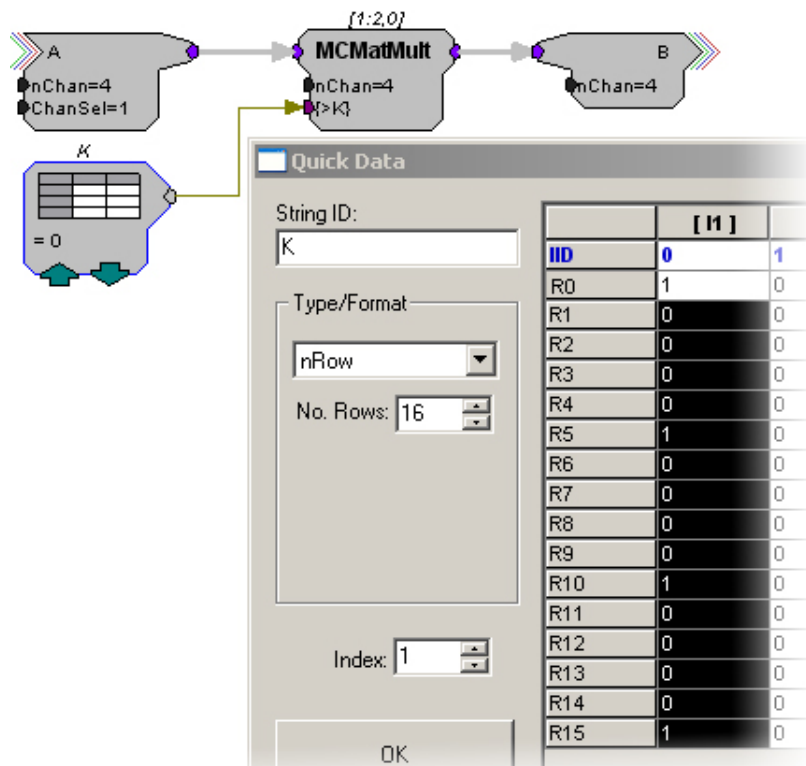 [1:2,0]
A
MCMatMult
B
nChan=4
nChan=4
nChan=4
ChanSel=1
{>K}
K
= 0
Quick Data
String ID:
K
Type/Format
nRow
No. Rows: 16
Index: 1
OK
[ I1 ]
IID 0 1
R0 1 0
R1 0 0
R2 0 0
R3 0 0
R4 0 0
R5 1 0
R6 0 0
R7 0 0
R8 0 0
R9 0 0
R10 1 0
R11 0 0
R12 0 0
R13 0 0
R14 0 0
R15 1 0